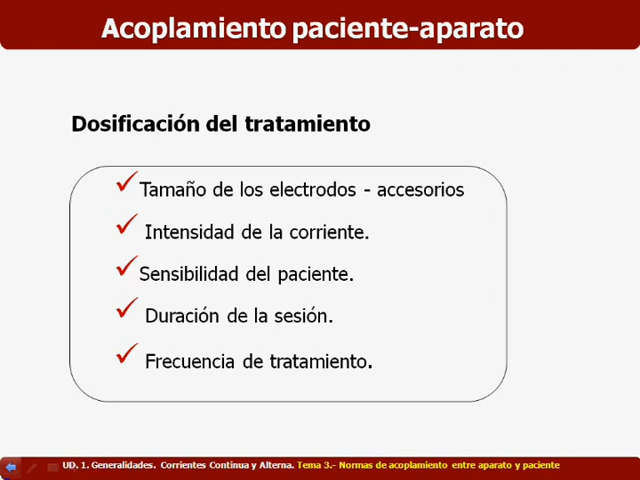 Acoplamiento paciente-aparato
Dosificación del tratamiento
Tamaño de los electrodos - accesorios
Intensidad de la corriente.
Sensibilidad del paciente.
Duración de la sesión.
Frecuencia de tratamiento.
UD. 1. Generalidades. Corrientes Continua y Alterna. Tema 3.- Normas de acoplamiento entre aparato y paciente